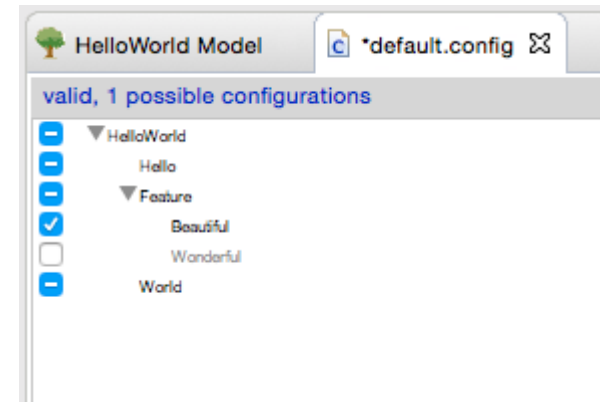 HelloWorld Model
*default.config
valid, 1 possible configurations
HelloWorld
Hello
Feature
Beautiful
Wonderful
World